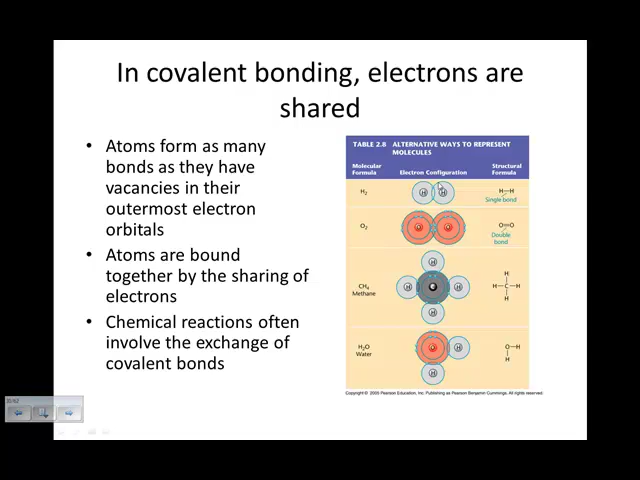 In covalent bonding, electrons are
shared
• Atoms form as many
bonds as they have
vacancies in their
outermost electron
orbitals
• Atoms are bound
together by the sharing of
electrons
• Chemical reactions often
involve the exchange of
covalent bonds
TABLE 2.8 ALTERNATIVE WAYS TO REPRESENT
MOLECULES
Molecular Formula
Electron Configuration
Structural Formula
H₂
H H
H—H
Single bond
O₂
O O
O=O
Double
bond
CH₄
Methane
H
H C H
H
H
H—C—H
H
H₂O
Water
O H
H
O—H
H
Copyright © 2005 Pearson Education, Inc. Publishing as Pearson Benjamin Cummings. All rights reserved.